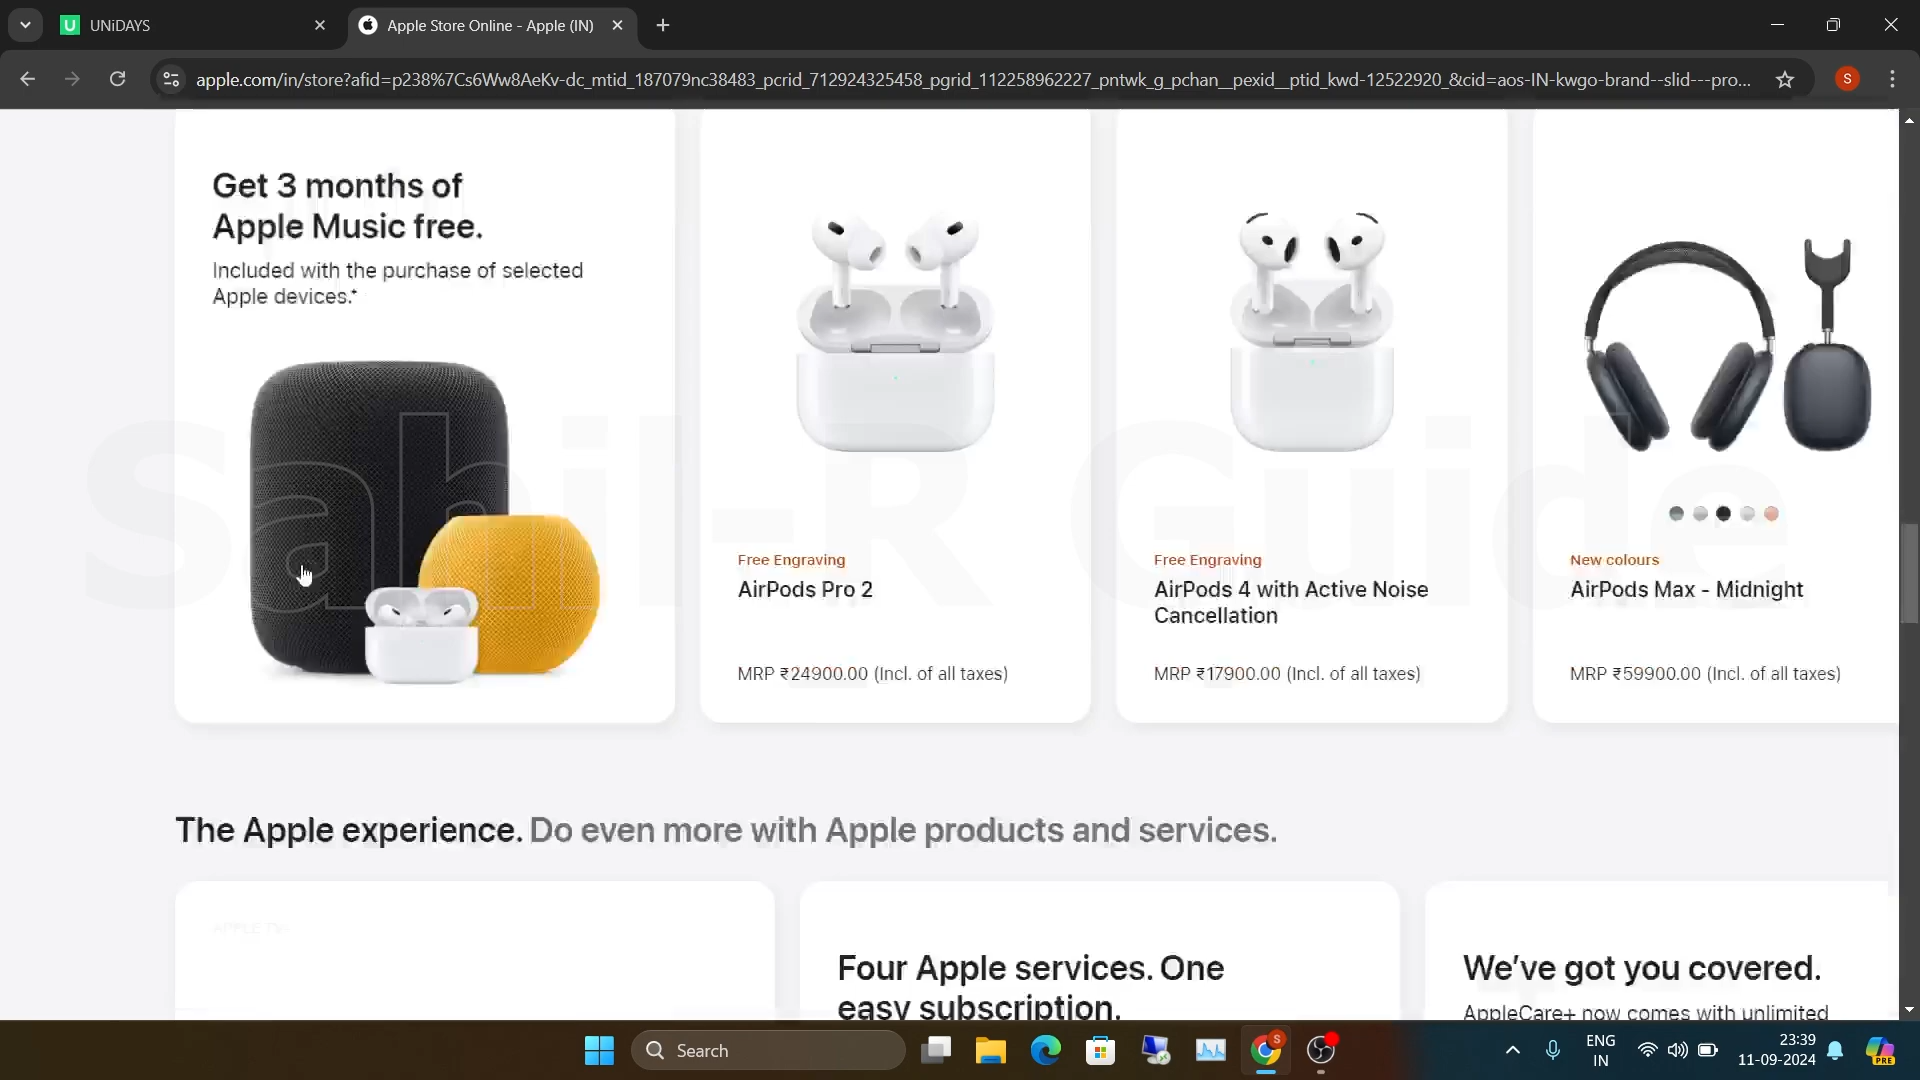 UNiDAYS
Apple Store Online - Apple (IN)
apple.com/in/store?afid=p238%7Cs6Ww8AeKv-dc_mtid_187079nc38483_pcrid_712924325458_pgrid_112258962227_pntwk_g_pchan__pexid__ptid_kwd-12522920_&cid=aos-IN-kwgo-brand--slid---pro...
S
Get 3 months of
Apple Music free.
Included with the purchase of selected
Apple devices.*
Free Engraving
AirPods Pro 2
MRP ₹24900.00 (Incl. of all taxes)
Free Engraving
AirPods 4 with Active Noise
Cancellation
MRP ₹17900.00 (Incl. of all taxes)
New colours
AirPods Max - Midnight
MRP ₹59900.00 (Incl. of all taxes)
Sahil-R Guide
The Apple experience. Do even more with Apple products and services.
Four Apple services. One
easy subscription.
We've got you covered.
AppleCare+ now comes with unlimited
Search
S
ENG
IN
23:39
11-09-2024
PRE